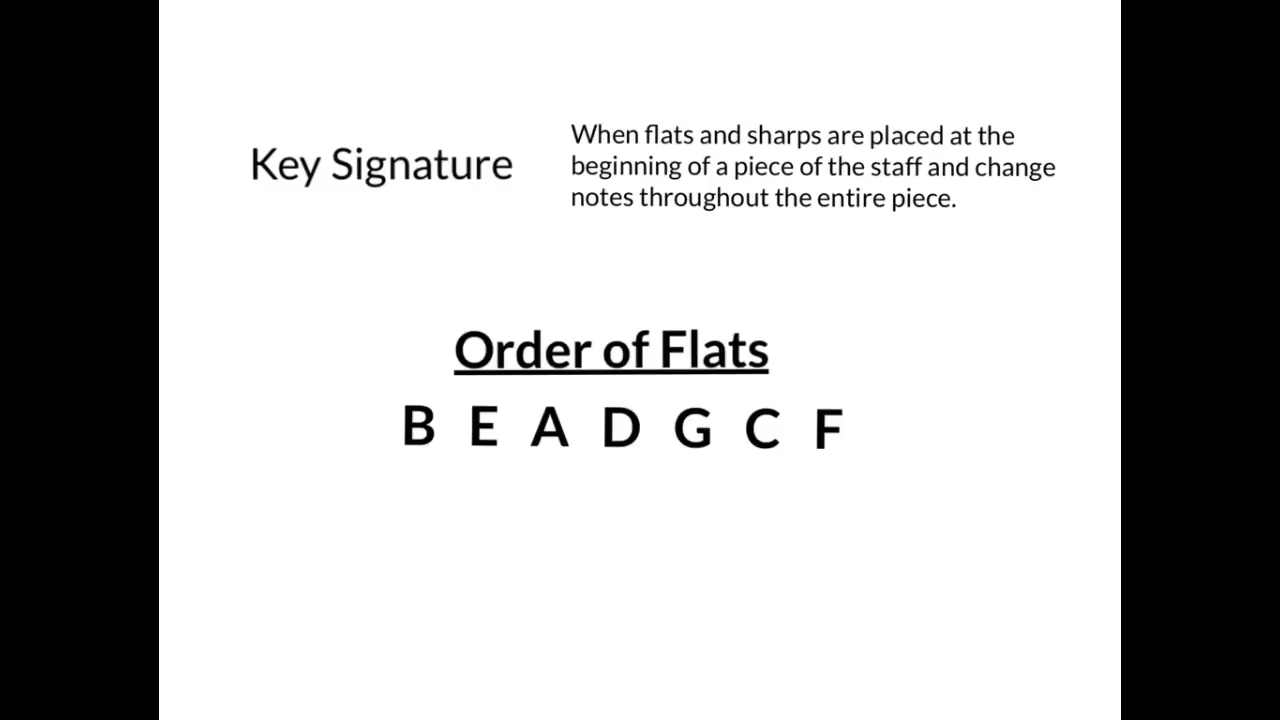 Key Signature
When flats and sharps are placed at the
beginning of a piece of the staff and change
notes throughout the entire piece.
Order of Flats
B E A D G C F